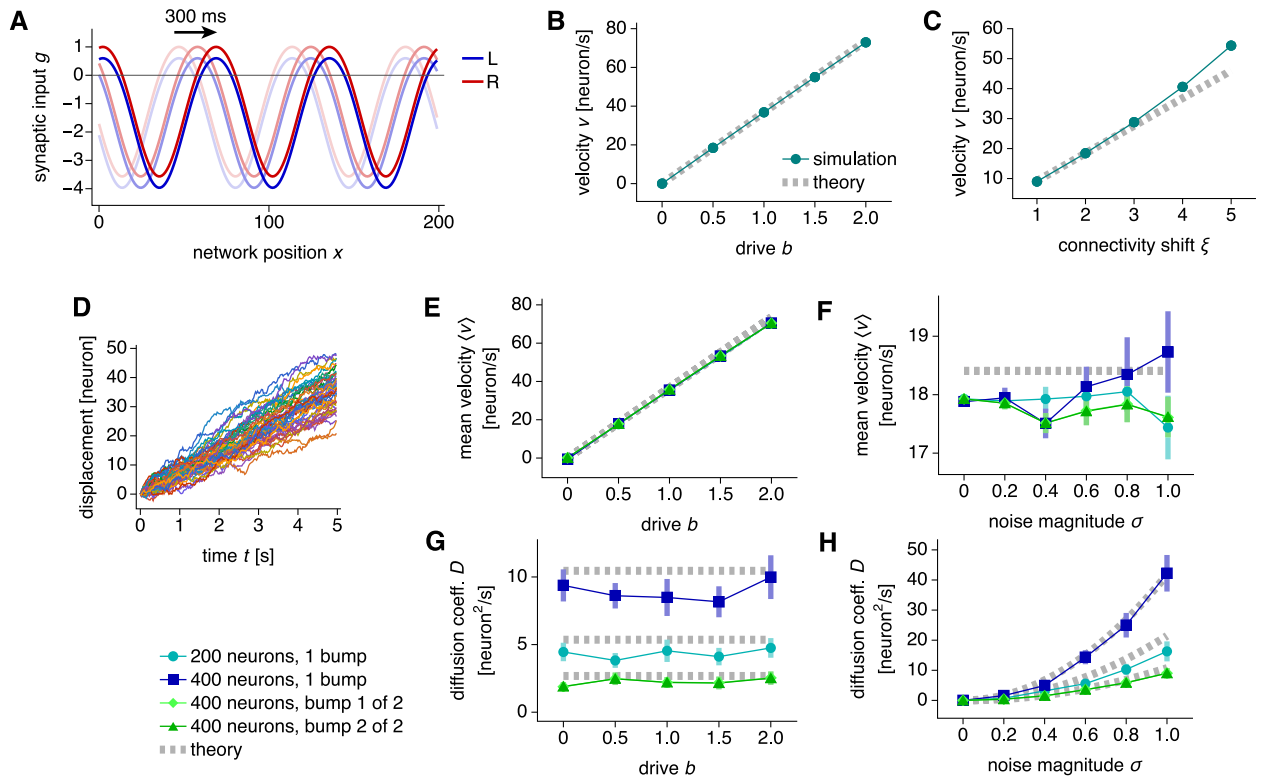 A
300 ms
synaptic input g
1
0
−1
−2
−3
−4
0
100
200
network position x
L
R
B
velocity v [neuron/s]
80
60
40
20
0
0
0.5
1.0
1.5
2.0
drive b
simulation
theory
C
velocity v [neuron/s]
60
50
40
30
20
10
1
2
3
4
5
connectivity shift ξ
D
displacement [neuron]
50
40
30
20
10
0
0
1
2
3
4
5
time t [s]
E
mean velocity ⟨v⟩
[neuron/s]
80
60
40
20
0
0
0.5
1.0
1.5
2.0
drive b
F
mean velocity ⟨v⟩
[neuron/s]
19
18
17
0
0.2
0.4
0.6
0.8
1.0
noise magnitude σ
G
diffusion coeff. D
[neuron²/s]
10
5
0
0
0.5
1.0
1.5
2.0
drive b
H
diffusion coeff. D
[neuron²/s]
50
40
30
20
10
0
0
0.2
0.4
0.6
0.8
1.0
noise magnitude σ
200 neurons, 1 bump
400 neurons, 1 bump
400 neurons, bump 1 of 2
400 neurons, bump 2 of 2
theory